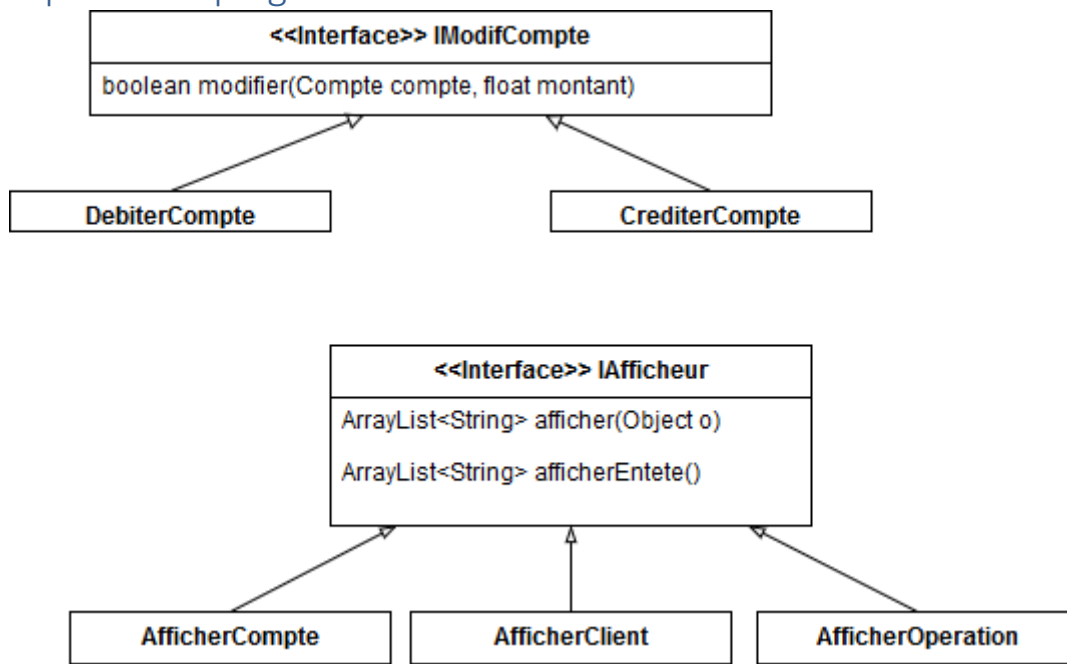 <<Interface>> IModifCompte
boolean modifier(Compte compte, float montant)
DebiterCompte
CrediterCompte
<<Interface>> IAfficheur
ArrayList<String> afficher(Object o)
ArrayList<String> afficherEntete()
AfficherCompte
AfficherClient
AfficherOperation